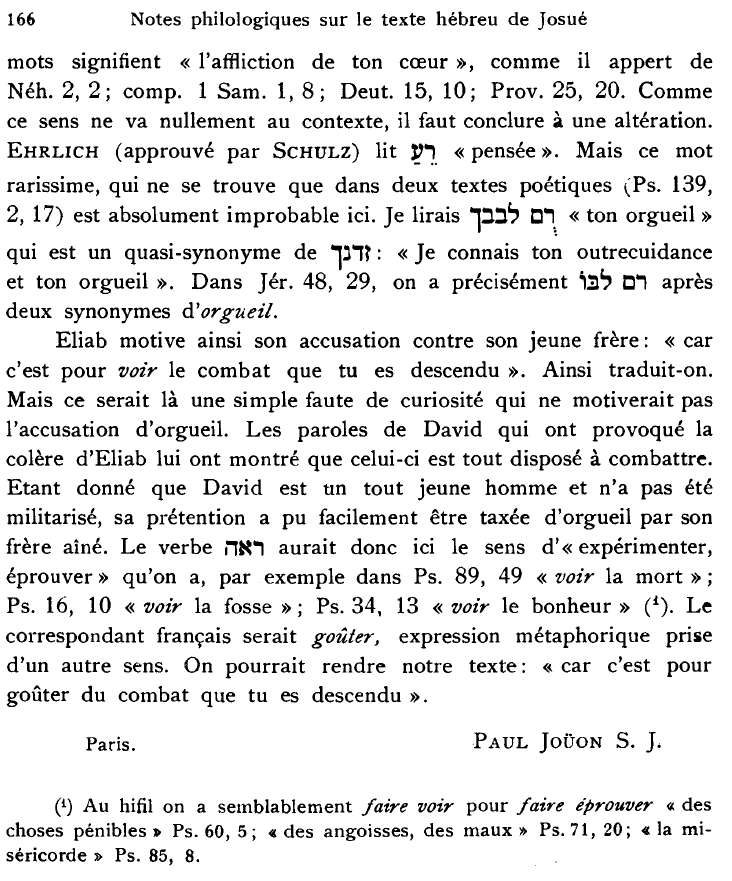 166 Notes philologiques sur le texte hébreu de Josué
mots signifient « l'affliction de ton cœur », comme il appert de
Néh. 2, 2; comp. 1 Sam. 1, 8; Deut. 15, 10; Prov. 25, 20. Comme
ce sens ne va nullement au contexte, il faut conclure à une altération.
EHRLICH (approuvé par SCHULZ) lit רֵעַ « pensée ». Mais ce mot
rarissime, qui ne se trouve que dans deux textes poétiques (Ps. 139,
2, 17) est absolument improbable ici. Je lirais רֻם לבבך « ton orgueil »
qui est un quasi-synonyme de זדנך : « Je connais ton outrecuidance
et ton orgueil ». Dans Jér. 48, 29, on a précisément רם לבּוֹ après
deux synonymes d'orgueil.
Eliab motive ainsi son accusation contre son jeune frère: « car
c'est pour voir le combat que tu es descendu ». Ainsi traduit-on.
Mais ce serait là une simple faute de curiosité qui ne motiverait pas
l'accusation d'orgueil. Les paroles de David qui ont provoqué la
colère d'Eliab lui ont montré que celui-ci est tout disposé à combattre.
Etant donné que David est un tout jeune homme et n'a pas été
militarisé, sa prétention a pu facilement être taxée d'orgueil par son
frère aîné. Le verbe ראה aurait donc ici le sens d'« expérimenter,
éprouver » qu'on a, par exemple dans Ps. 89, 49 « voir la mort »;
Ps. 16, 10 « voir la fosse »; Ps. 34, 13 « voir le bonheur » (¹). Le
correspondant français serait goûter, expression métaphorique prise
d'un autre sens. On pourrait rendre notre texte: « car c'est pour
goûter du combat que tu es descendu ».
Paris. PAUL JOÜON S. J.
(¹) Au hifil on a semblablement faire voir pour faire éprouver « des
choses pénibles » Ps. 60, 5; « des angoisses, des maux » Ps. 71, 20; « la mi-
séricorde » Ps. 85, 8.